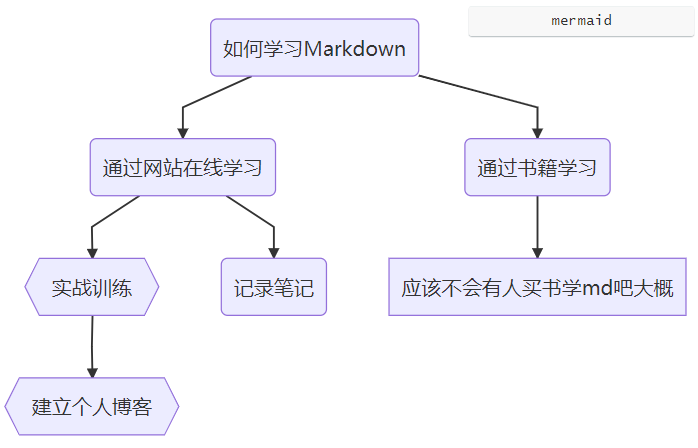 mermaid
如何学习Markdown
通过网站在线学习
通过书籍学习
实战训练
记录笔记
应该不会有人买书学md吧大概
建立个人博客